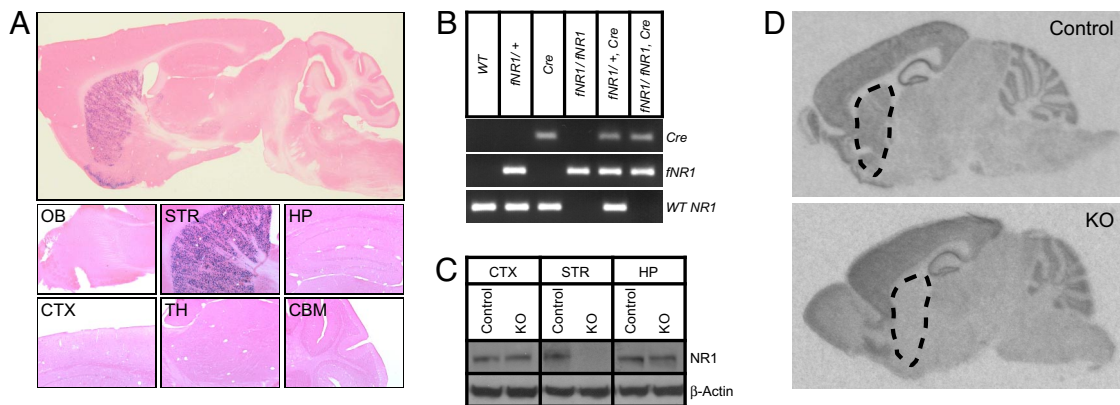 A
OB
STR
HP
CTX
TH
CBM
B
WT
fNR1/+
Cre
fNR1/fNR1
fNR1/+, Cre
fNR1/fNR1, Cre
Cre
fNR1
WT NR1
C
CTX
STR
HP
Control
KO
Control
KO
Control
KO
NR1
β-Actin
D
Control
KO